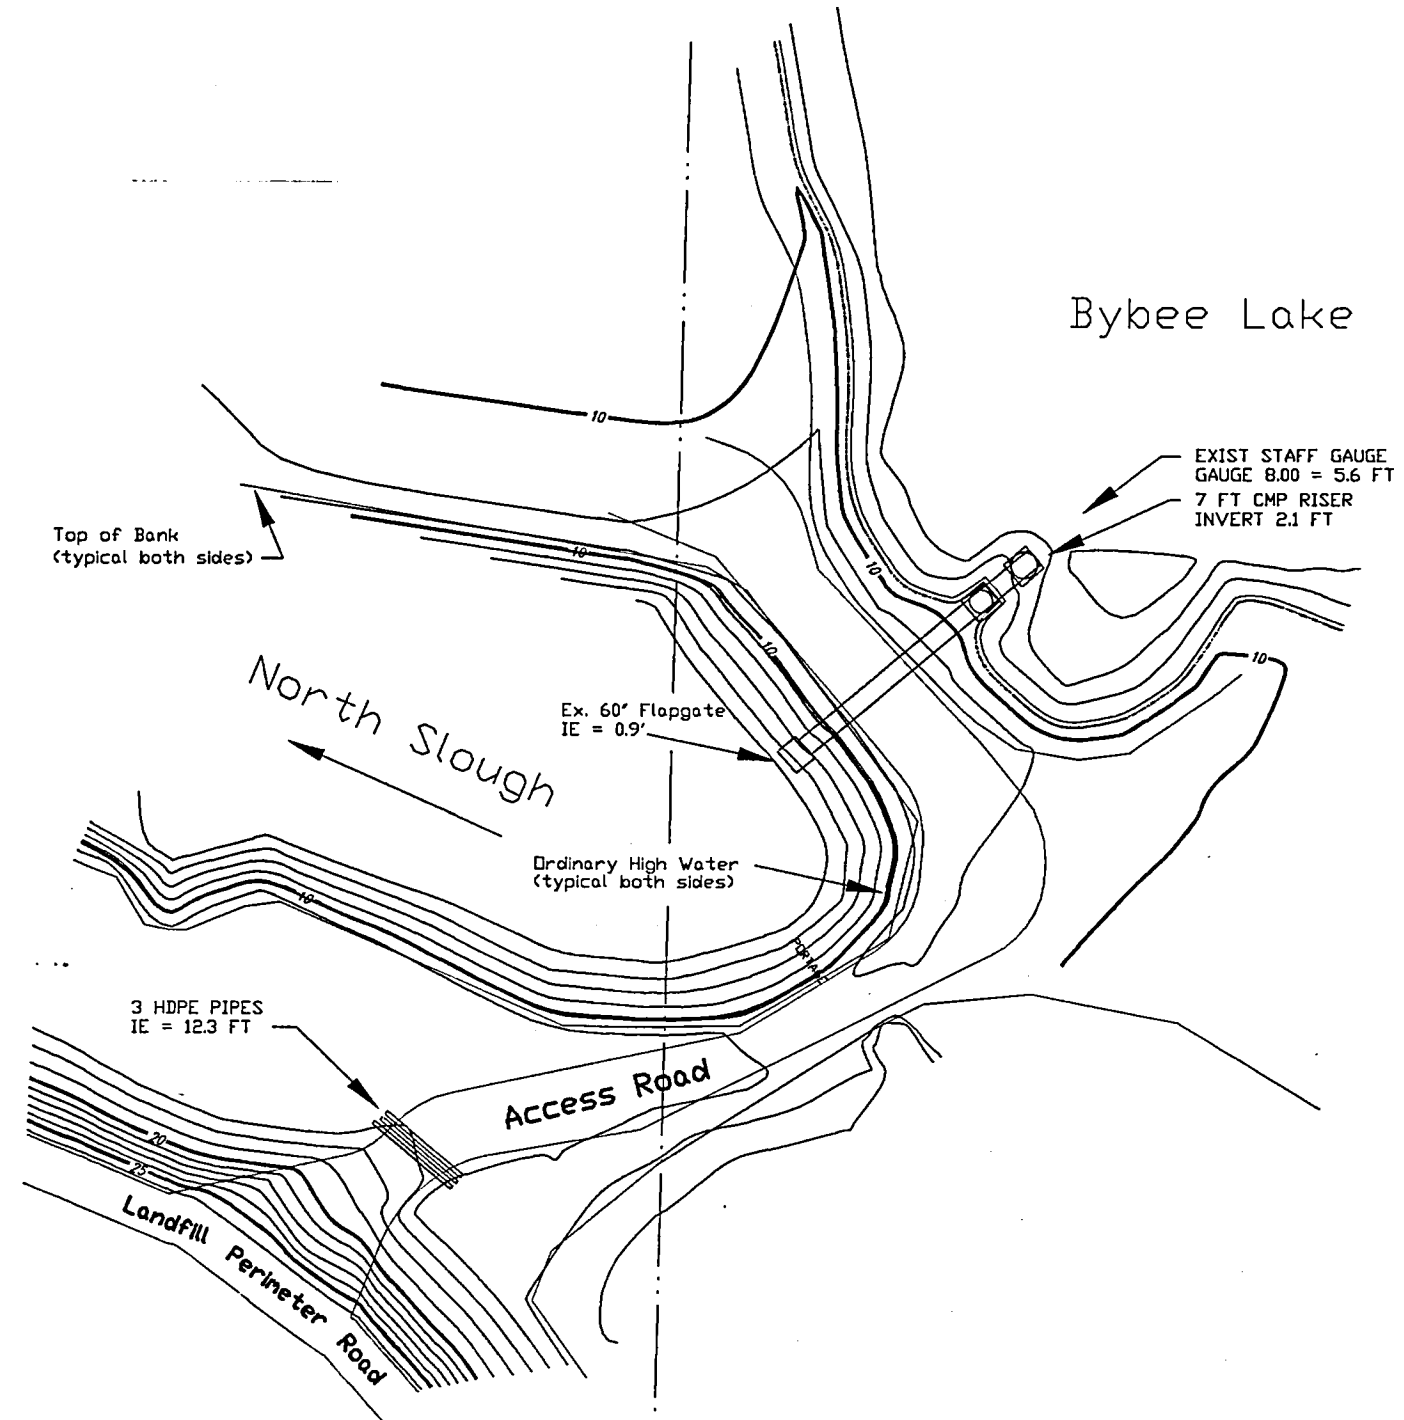 Bybee Lake
10
EXIST STAFF GAUGE
GAUGE 8.00 = 5.6 FT
7 FT CMP RISER
INVERT 2.1 FT
Top of Bank
(typical both sides)
10
10
10
10
North Slough
Ex. 60" Flapgate
IE = 0.9'
Ordinary High Water
(typical both sides)
10
3 HDPE PIPES
IE = 12.3 FT
Access Road
20
25
Landfill Perimeter Road